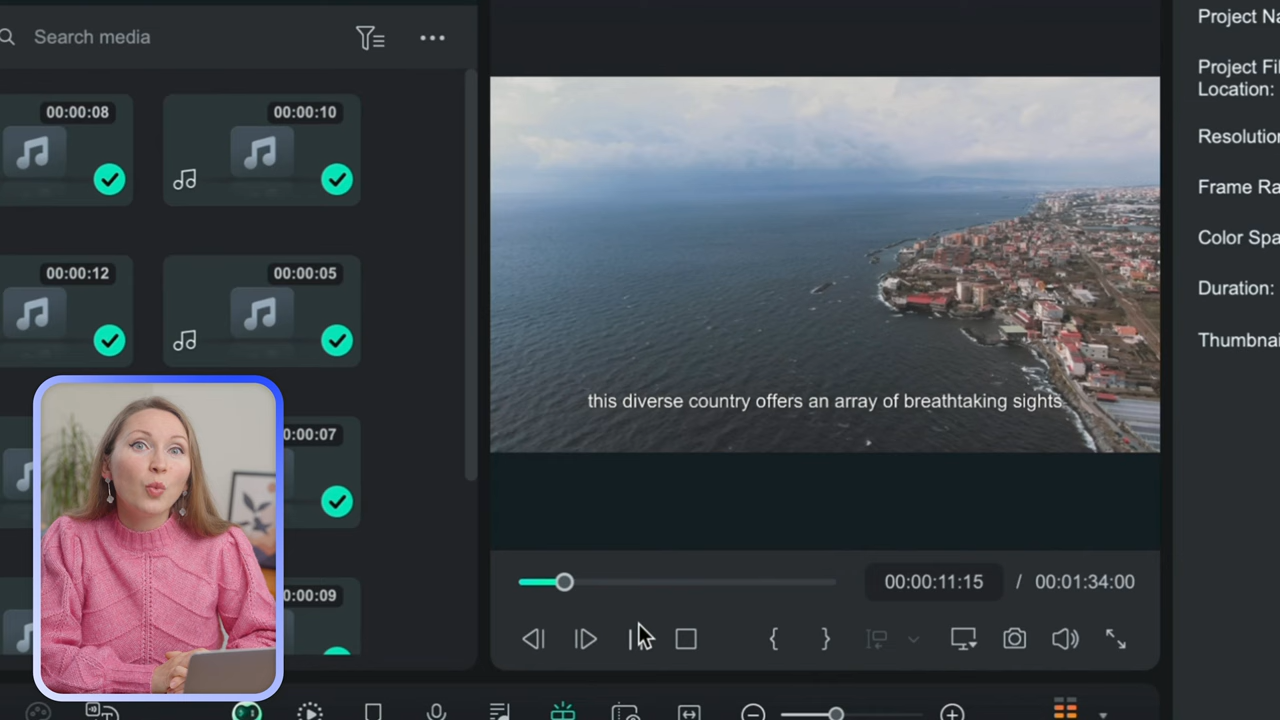 Search media
00:00:08
00:00:10
00:00:12
00:00:05
0:00:07
0:00:09
this diverse country offers an array of breathtaking sights
00:00:11:15 / 00:01:34:00
{ }
Project Na
Project Fil
Location:
Resolution
Frame Ra
Color Spa
Duration:
Thumbnai